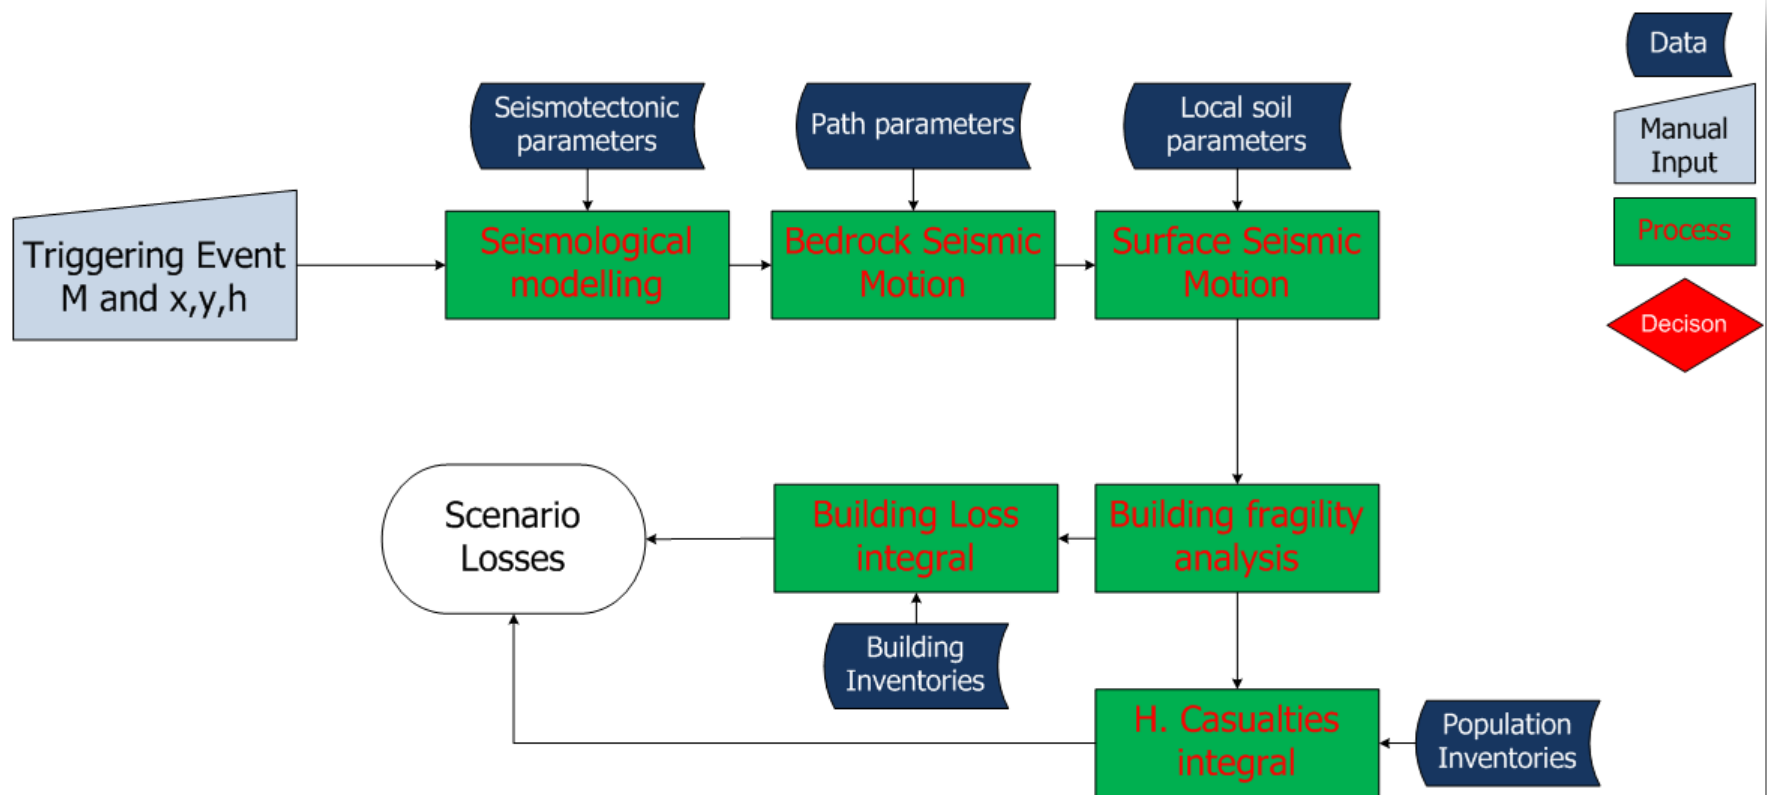 Data
Seismotectonic
parameters
Path parameters
Local soil
parameters
Manual
Input
Triggering Event
M and x,y,h
Seismological
modelling
Bedrock Seismic
Motion
Surface Seismic
Motion
Process
Decison
Scenario
Losses
Building Loss
integral
Building fragility
analysis
Building
Inventories
H. Casualties
integral
Population
Inventories